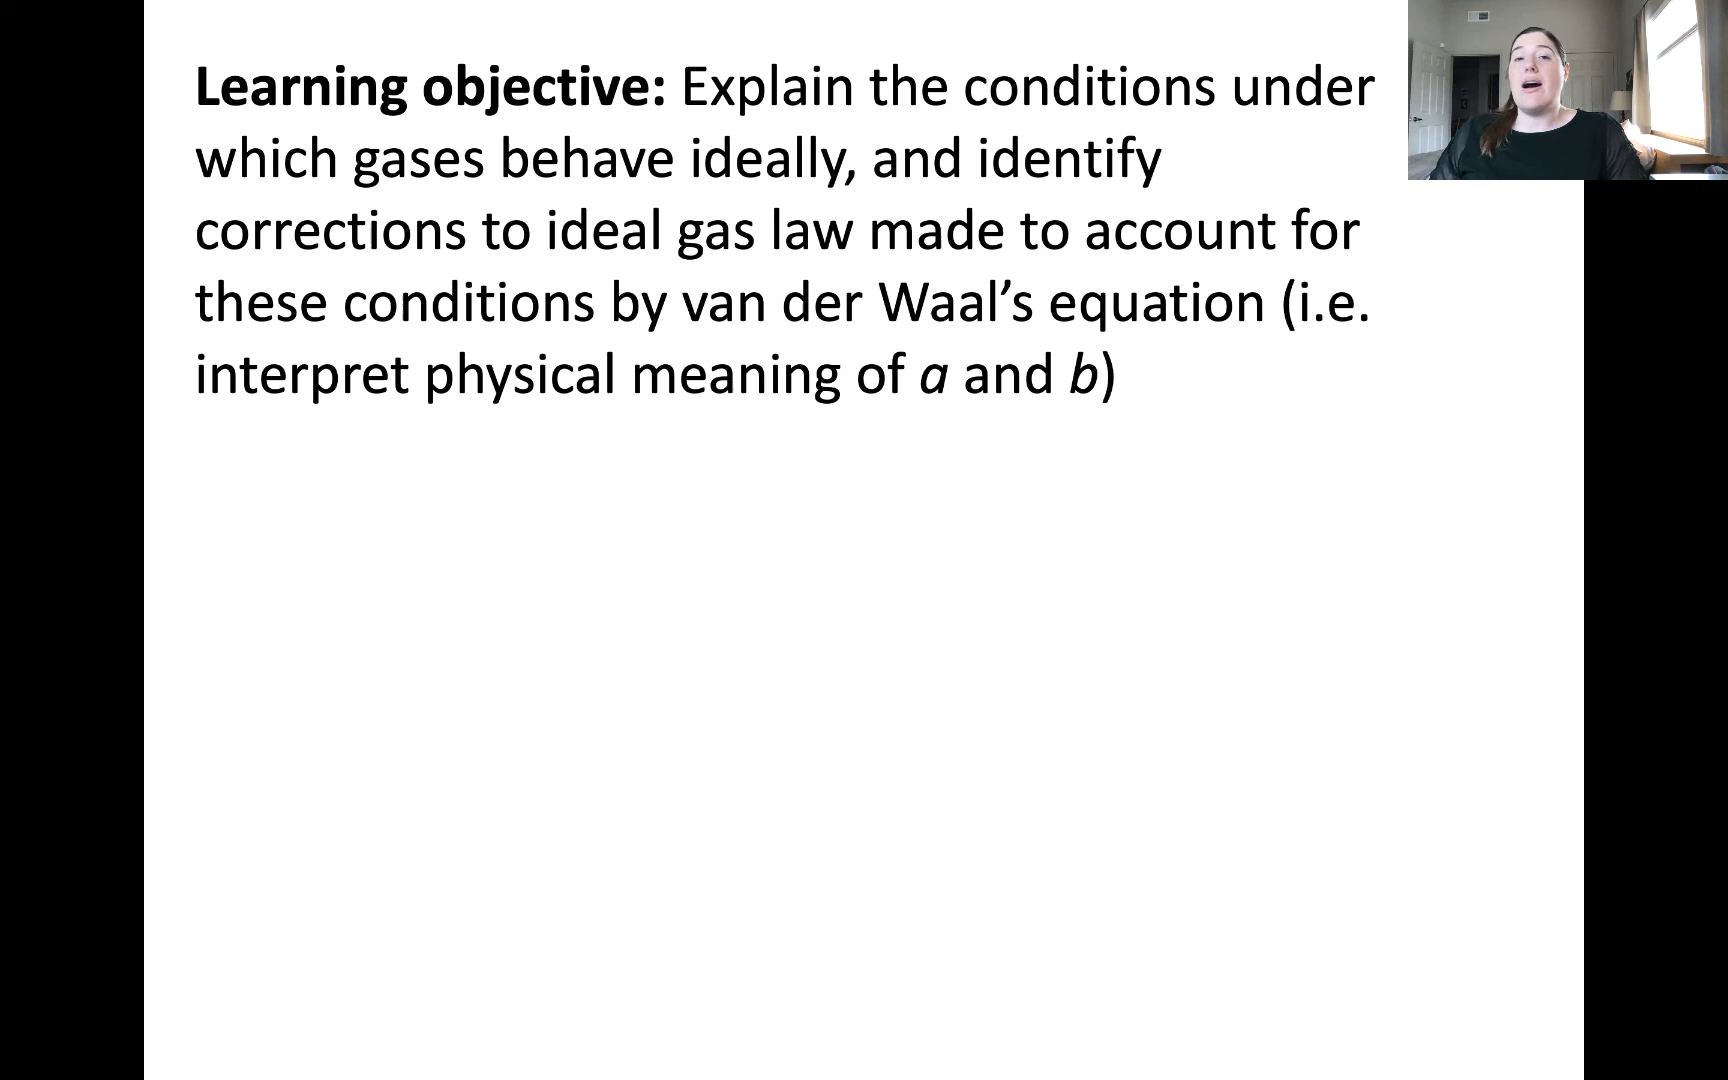 Learning objective: Explain the conditions under
which gases behave ideally, and identify
corrections to ideal gas law made to account for
these conditions by van der Waal’s equation (i.e.
interpret physical meaning of a and b)